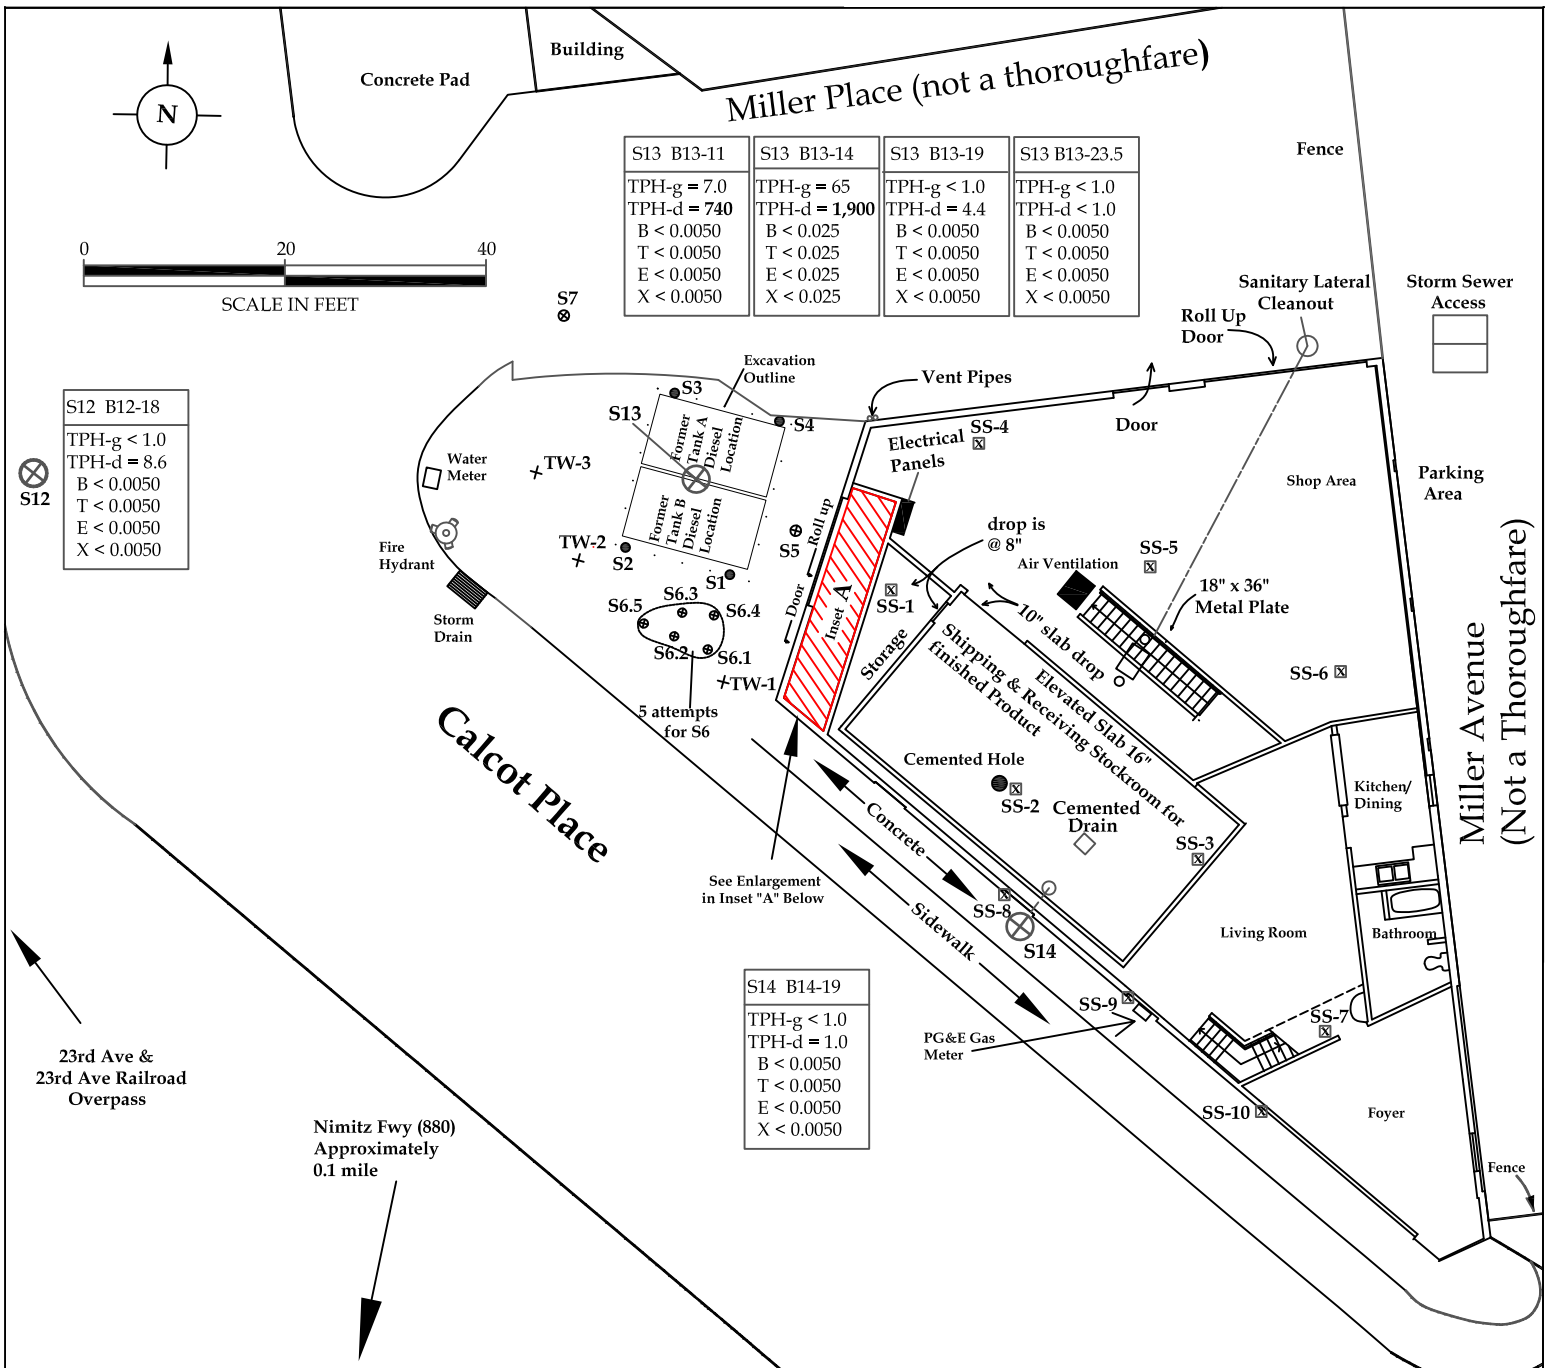 Building
Concrete Pad
Miller Place (not a thoroughfare)
N
Fence
S13 B13-11
TPH-g = 7.0
TPH-d = 740
B < 0.0050
T < 0.0050
E < 0.0050
X < 0.0050
S13 B13-14
TPH-g = 65
TPH-d = 1,900
B < 0.025
T < 0.025
E < 0.025
X < 0.025
S13 B13-19
TPH-g < 1.0
TPH-d = 4.4
B < 0.0050
T < 0.0050
E < 0.0050
X < 0.0050
S13 B13-23.5
TPH-g < 1.0
TPH-d < 1.0
B < 0.0050
T < 0.0050
E < 0.0050
X < 0.0050
0 20 40
SCALE IN FEET
S7
Sanitary Lateral
Cleanout
Storm Sewer
Access
Roll Up
Door
Excavation
Outline
Vent Pipes
S3
S13
S4
Door
S12 B12-18
TPH-g < 1.0
TPH-d = 8.6
B < 0.0050
T < 0.0050
E < 0.0050
X < 0.0050
S12
Former
Tank A
Diesel
Location
Former
Tank B
Diesel
Location
Water
Meter
TW-3
SS-4
Electrical
Panels
Shop Area
Parking
Area
Roll up
Door
S5
drop is
@ 8"
Fire
Hydrant
TW-2
S2
S1
SS-5
Air Ventilation
18" x 36"
Metal Plate
Inset A
SS-1
S6.5
S6.3
S6.4
S6.2
S6.1
Storm
Drain
10" slab drop
Storage
Elevated Slab 16"
Shipping & Receiving Stockroom for
finished Product
SS-6
TW-1
5 attempts
for S6
Miller Avenue
(Not a Thoroughfare)
Calcot Place
Cemented Hole
SS-2
Cemented
Drain
SS-3
Kitchen/
Dining
Concrete
See Enlargement
in Inset "A" Below
SS-8
Sidewalk
S14
Living Room
Bathroom
S14 B14-19
TPH-g < 1.0
TPH-d = 1.0
B < 0.0050
T < 0.0050
E < 0.0050
X < 0.0050
SS-9
SS-7
PG&E Gas
Meter
23rd Ave &
23rd Ave Railroad
Overpass
SS-10
Foyer
Nimitz Fwy (880)
Approximately
0.1 mile
Fence